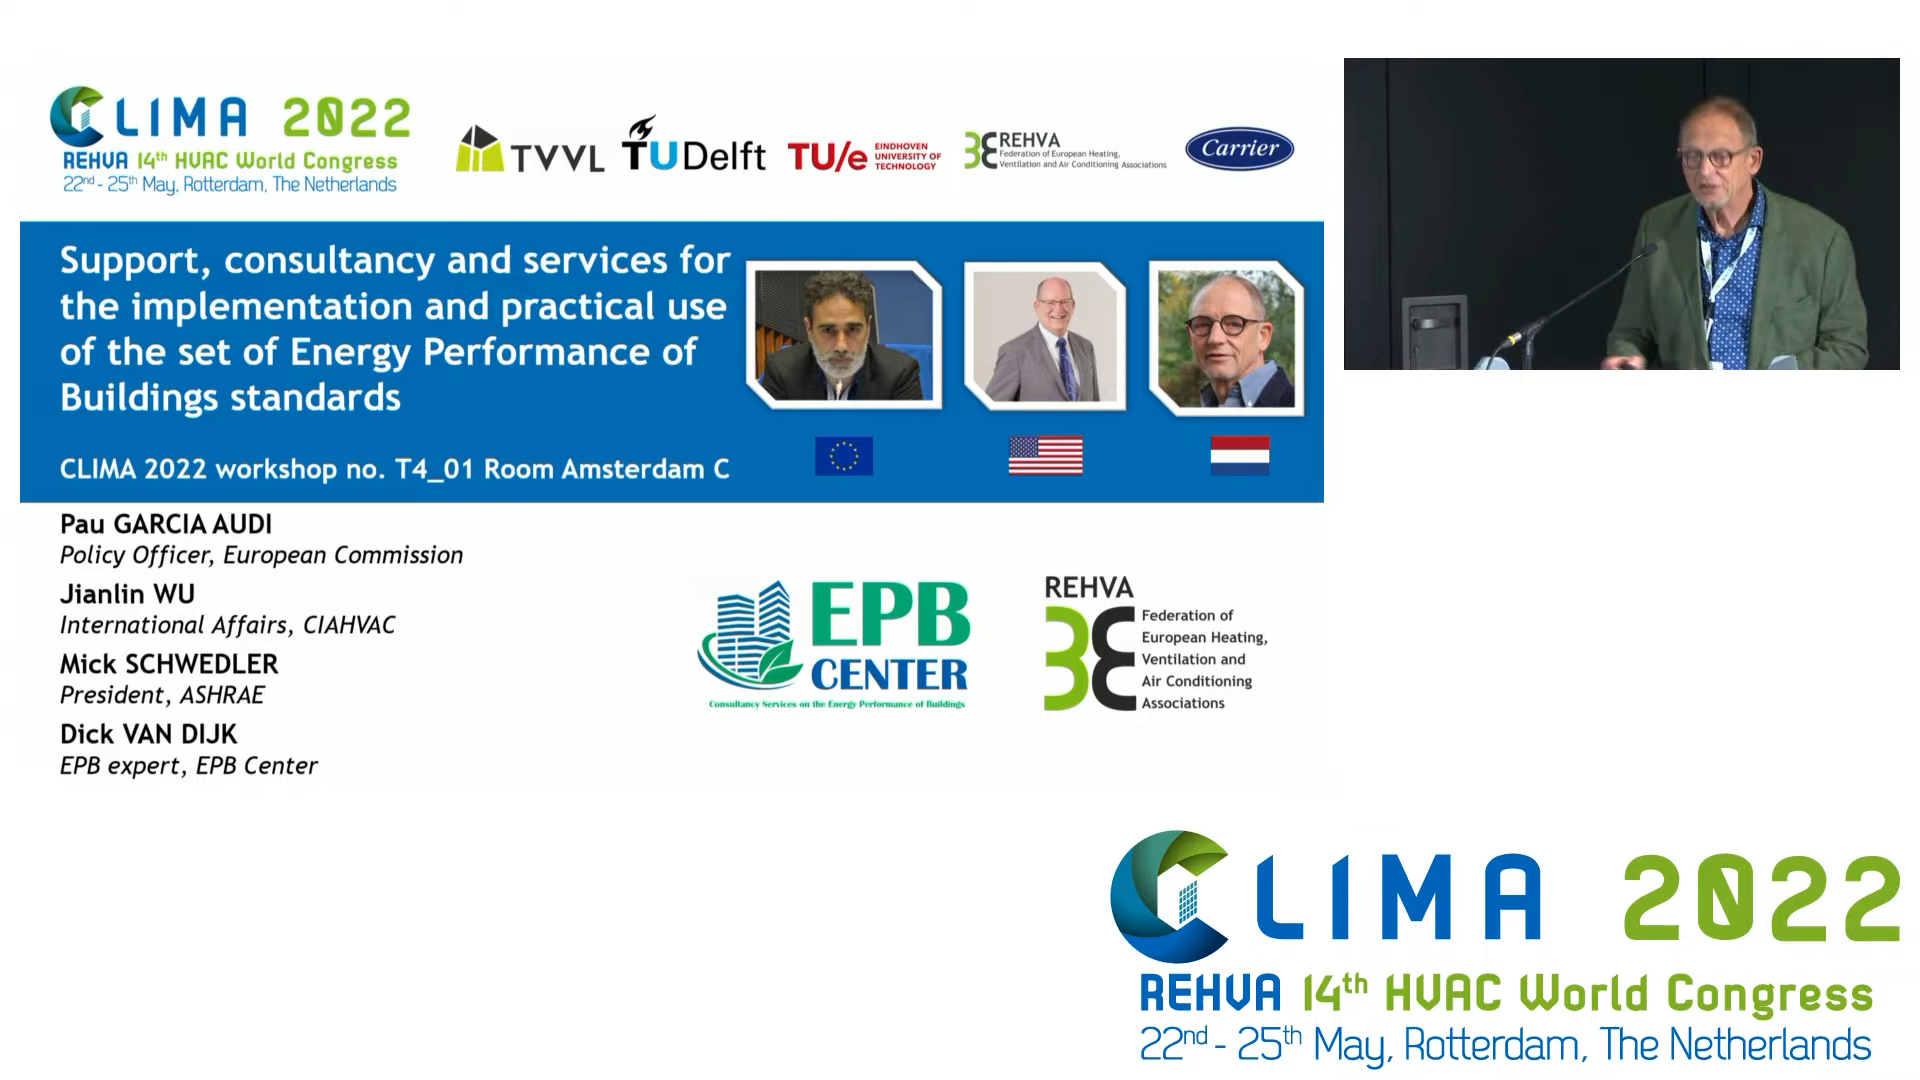 CLIMA 2022
REHVA 14th HVAC World Congress
22nd - 25th May, Rotterdam, The Netherlands
TVVL
TUDelft
TU/e EINDHOVEN
UNIVERSITY OF
TECHNOLOGY
REHVA
Federation of European Heating,
Ventilation and Air Conditioning Associations
Carrier
Support, consultancy and services for
the implementation and practical use
of the set of Energy Performance of
Buildings standards
CLIMA 2022 workshop no. T4_01 Room Amsterdam C
Pau GARCIA AUDI
Policy Officer, European Commission
Jianlin WU
International Affairs, CIAHVAC
Mick SCHWEDLER
President, ASHRAE
Dick VAN DIJK
EPB expert, EPB Center
EPB
CENTER
Consultancy Services on the Energy Performance of Buildings
REHVA
Federation of
European Heating,
Ventilation and
Air Conditioning
Associations
CLIMA 2022
REHVA 14th HVAC World Congress
22nd - 25th May, Rotterdam, The Netherlands